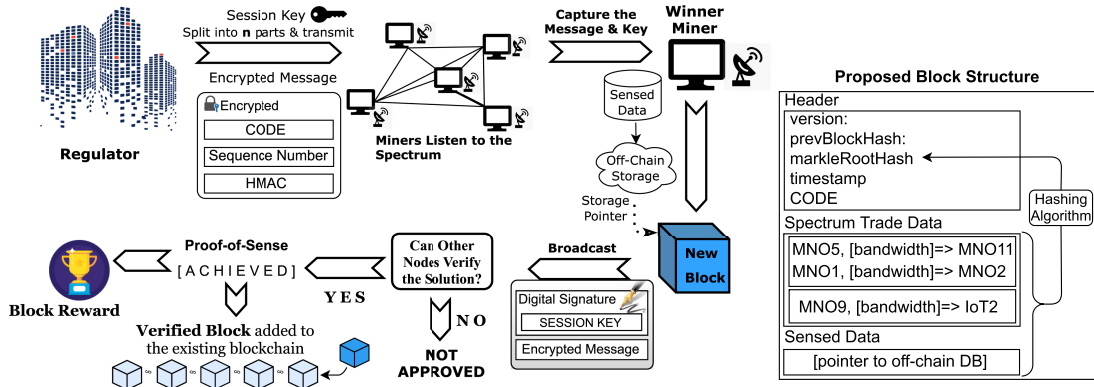 Session Key
Split into n parts & transmit
Encrypted Message
Encrypted
CODE
Sequence Number
HMAC
Regulator
Miners Listen to the
Spectrum
Capture the
Message & Key
Winner
Miner
Sensed
Data
Off-Chain
Storage
Storage
Pointer
New
Block
Broadcast
Digital Signature
SESSION KEY
Encrypted Message
Can Other
Nodes Verify
the Solution?
YES
NO
NOT
APPROVED
Proof-of-Sense
[ACHIEVED]
Block Reward
Verified Block added to
the existing blockchain
Proposed Block Structure
Header
version:
prevBlockHash:
markleRootHash
timestamp
CODE
Hashing
Algorithm
Spectrum Trade Data
MNO5, [bandwidth]=> MNO11
MNO1, [bandwidth]=> MNO2
MNO9, [bandwidth]=> IoT2
Sensed Data
[pointer to off-chain DB]